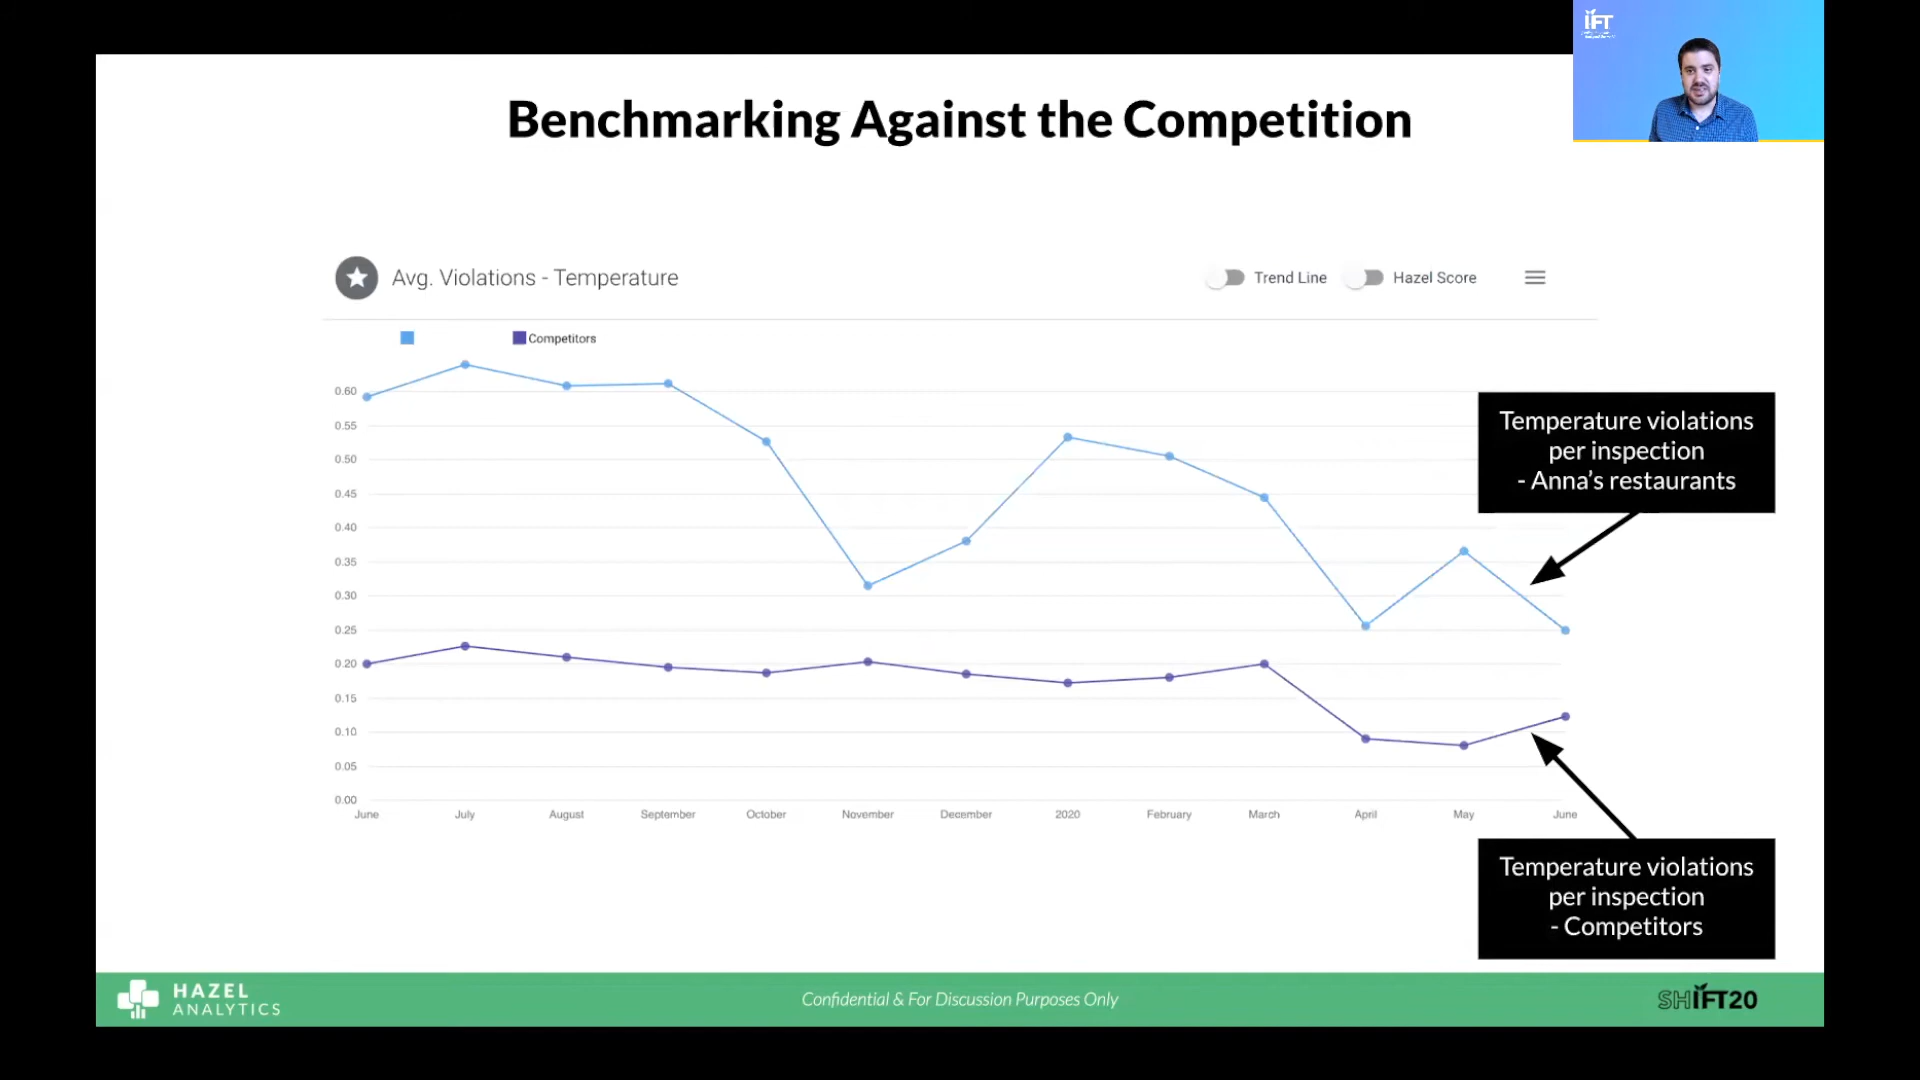 IFT
Benchmarking Against the Competition
Avg. Violations - Temperature
Trend Line
Hazel Score
Competitors
0.60
0.55
0.50
0.45
0.40
0.35
0.30
0.25
0.20
0.15
0.10
0.05
0.00
June July August September October November December 2020 February March April May June
Temperature violations
per inspection
- Anna's restaurants
Temperature violations
per inspection
- Competitors
HAZEL
ANALYTICS
Confidential & For Discussion Purposes Only
SHIFT20